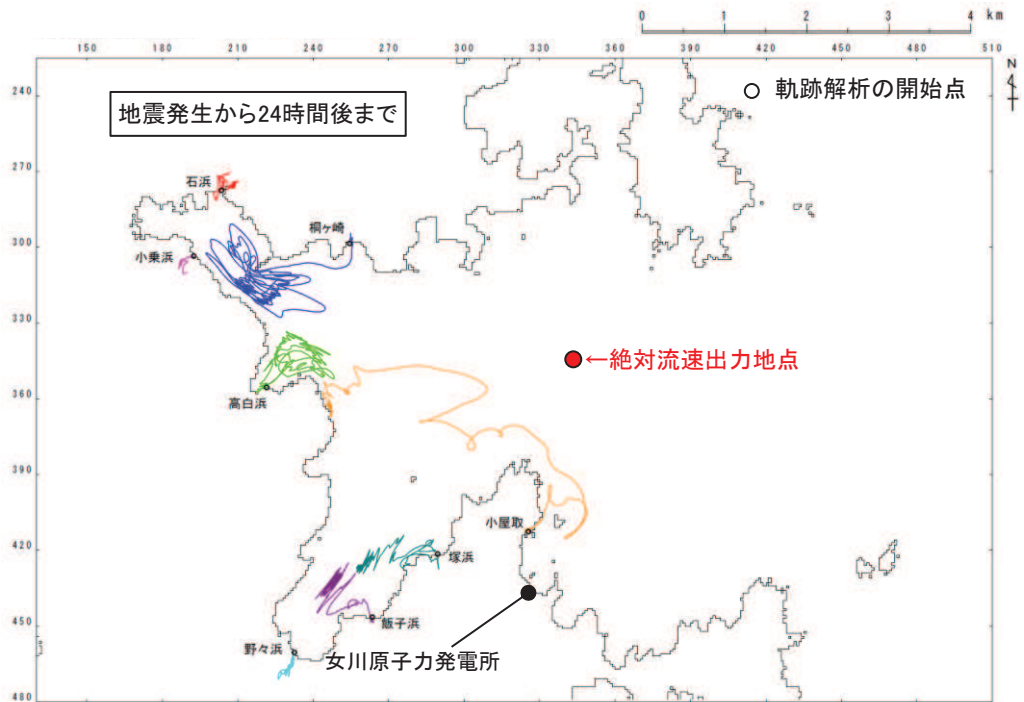 0 1 2 3 4 km
150 180 210 240 270 300 330 360 390 420 450 480 510
N
4
240
270
300
330
360
390
420
450
480
○ 軌跡解析の開始点
地震発生から24時間後まで
石浜
桐ヶ崎
小乗浜
←絶対流速出力地点
高白浜
小屋取
塚浜
飯子浜
野々浜
女川原子力発電所